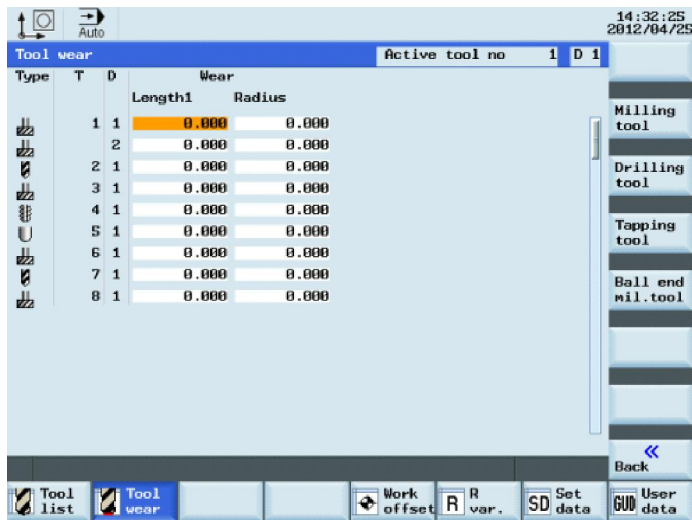 Auto
14:32:25
2012/04/25
Tool wear
Active tool no 1 D 1
Type T D Wear
Length1 Radius
1 1 0.000 0.000
2 0.000 0.000
2 1 0.000 0.000
3 1 0.000 0.000
4 1 0.000 0.000
5 1 0.000 0.000
6 1 0.000 0.000
7 1 0.000 0.000
8 1 0.000 0.000
Milling
tool
Drilling
tool
Tapping
tool
Ball end
mil.tool
«
Back
Tool
list
Tool
wear
Work
offset
R R
var.
SD Set
data
GUD User
data